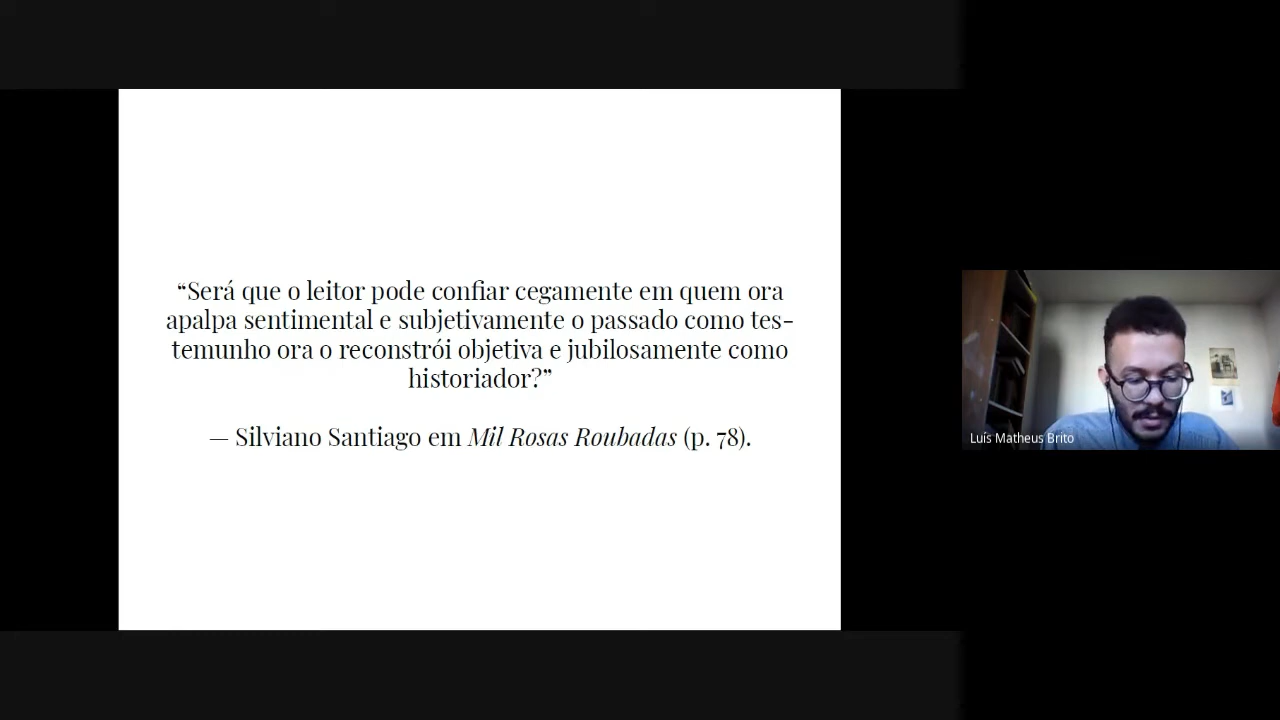 “Será que o leitor pode confiar cegamente em quem ora
apalpa sentimental e subjetivamente o passado como tes-
temunho ora o reconstrói objetiva e jubilosamente como
historiador?”
— Silviano Santiago em Mil Rosas Roubadas (p. 78).
Luís Matheus Brito